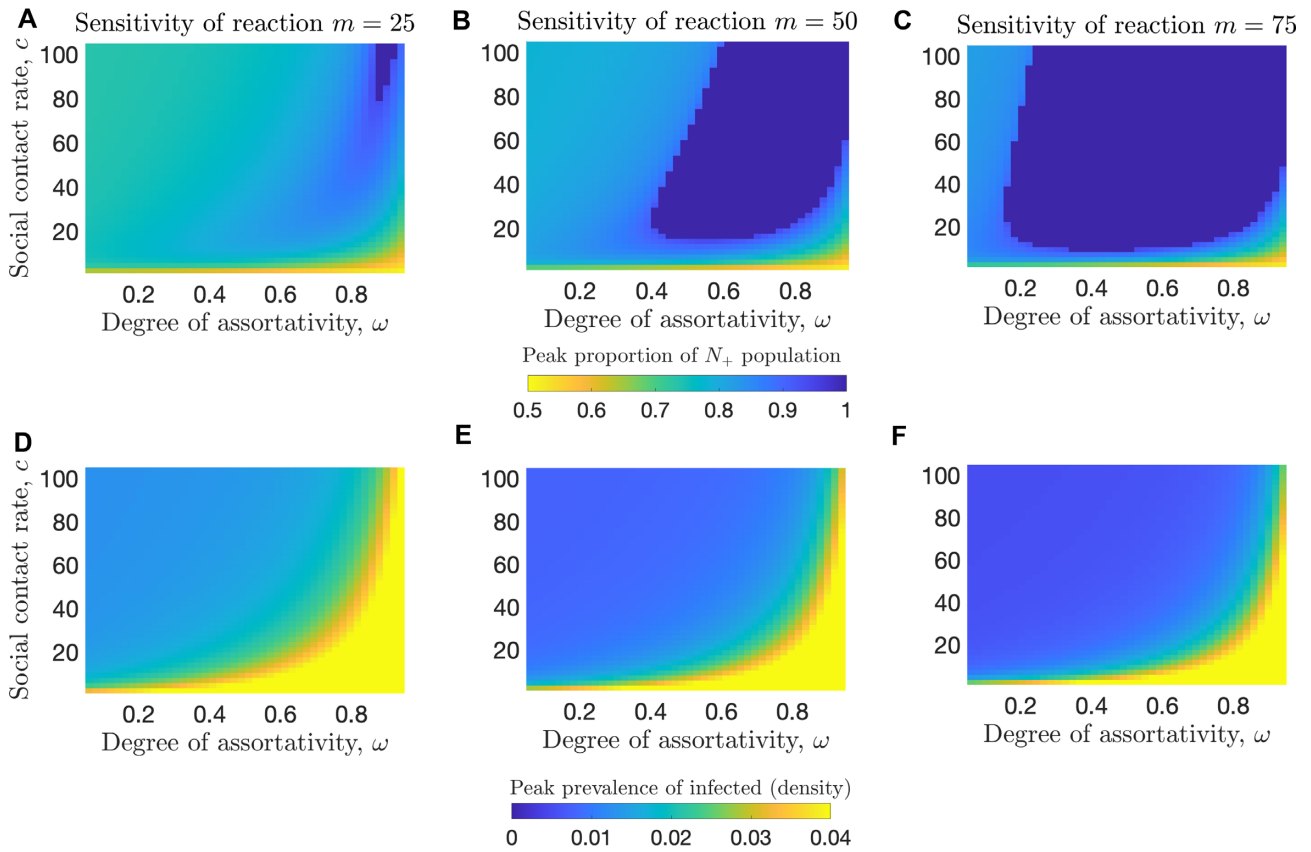 A Sensitivity of reaction m = 25
B Sensitivity of reaction m = 50
C Sensitivity of reaction m = 75
Social contact rate, c
100
80
60
40
20
0.2 0.4 0.6 0.8
Degree of assortativity, ω
100
80
60
40
20
0.2 0.4 0.6 0.8
Degree of assortativity, ω
100
80
60
40
20
0.2 0.4 0.6 0.8
Degree of assortativity, ω
Peak proportion of N₊ population
0.5 0.6 0.7 0.8 0.9 1
D
Social contact rate, c
100
80
60
40
20
0.2 0.4 0.6 0.8
Degree of assortativity, ω
E
100
80
60
40
20
0.2 0.4 0.6 0.8
Degree of assortativity, ω
F
100
80
60
40
20
0.2 0.4 0.6 0.8
Degree of assortativity, ω
Peak prevalence of infected (density)
0 0.01 0.02 0.03 0.04